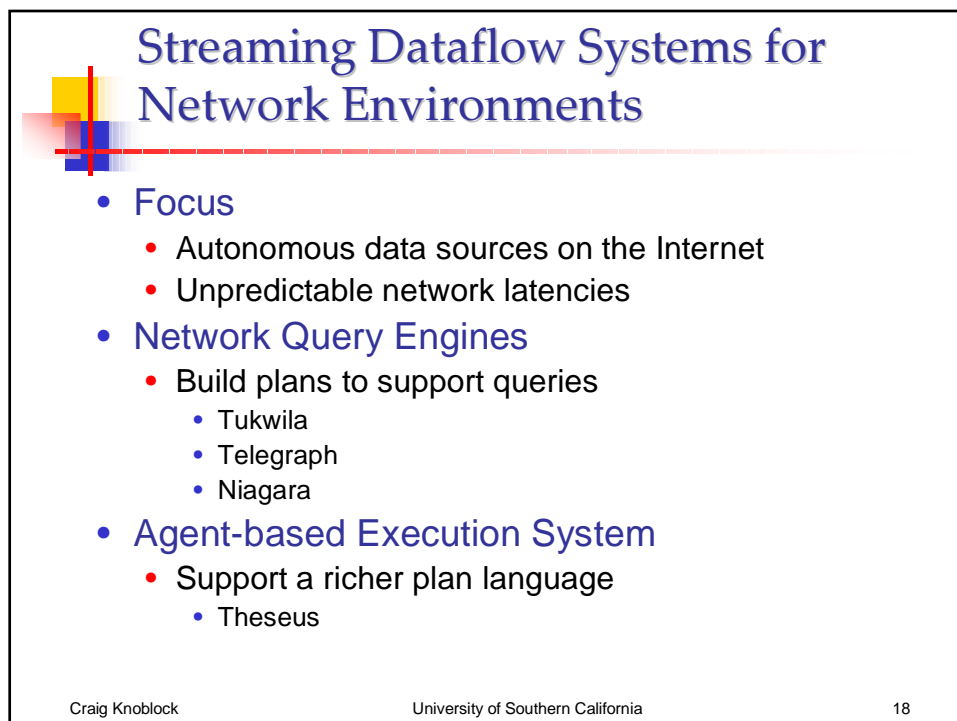 Streaming Dataflow Systems for
Network Environments
• Focus
• Autonomous data sources on the Internet
• Unpredictable network latencies
• Network Query Engines
• Build plans to support queries
• Tukwila
• Telegraph
• Niagara
• Agent-based Execution System
• Support a richer plan language
• Theseus
Craig Knoblock University of Southern California 18